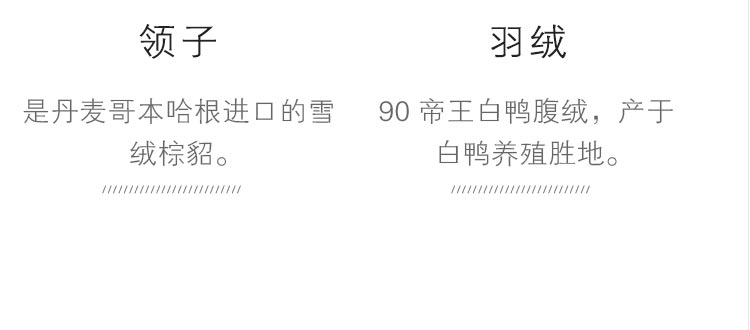 领子
是丹麦哥本哈根进口的雪
绒棕貂。
羽绒
90 帝王白鸭腹绒，产于
白鸭养殖胜地。